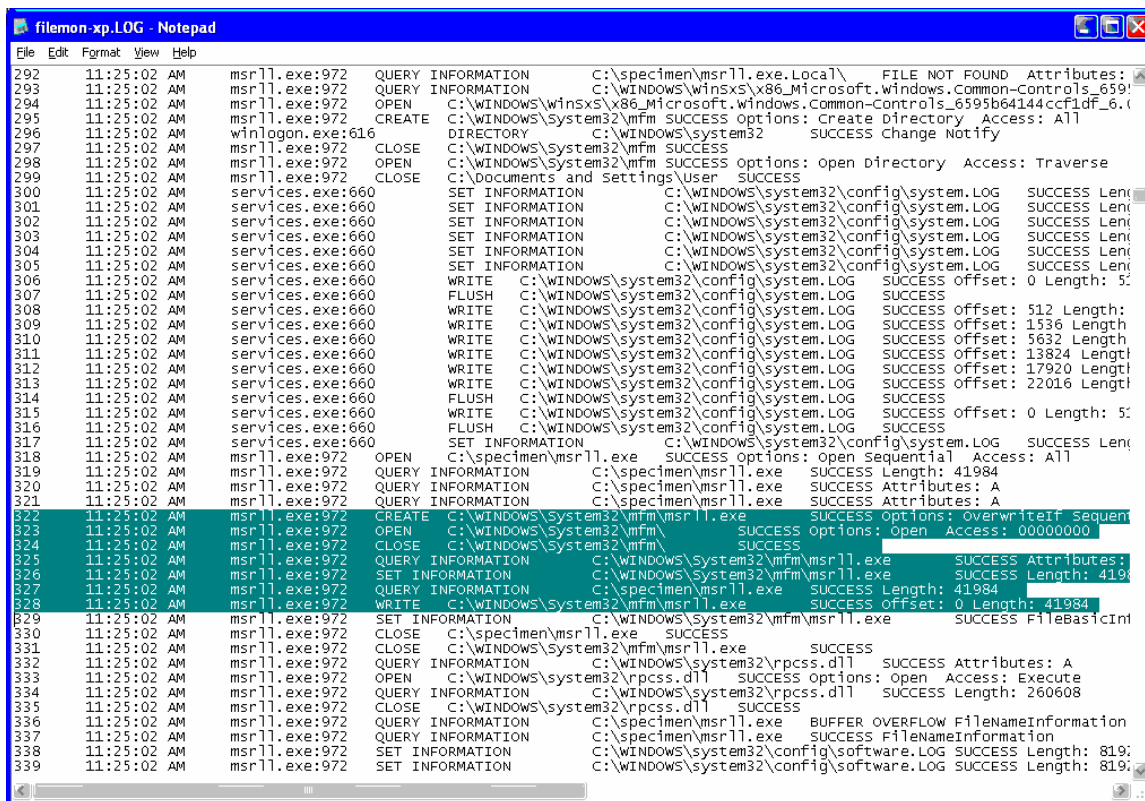 filemon-xp.LOG - Notepad
File Edit Format View Help
292 11:25:02 AM msrll.exe:972 QUERY INFORMATION C:\specimen\msrll.exe.Local\ FILE NOT FOUND Attributes:
293 11:25:02 AM msrll.exe:972 QUERY INFORMATION C:\WINDOWS\WinSxS\x86_Microsoft.Windows.Common-Controls_659
294 11:25:02 AM msrll.exe:972 OPEN C:\WINDOWS\WinSxS\x86_Microsoft.Windows.Common-Controls_6595b64144ccf1df_6.
295 11:25:02 AM msrll.exe:972 CREATE C:\WINDOWS\System32\mfm SUCCESS Options: Create Directory Access: All
296 11:25:02 AM winlogon.exe:616 DIRECTORY C:\WINDOWS\system32 SUCCESS Change Notify
297 11:25:02 AM msrll.exe:972 CLOSE C:\WINDOWS\System32\mfm SUCCESS
298 11:25:02 AM msrll.exe:972 OPEN C:\WINDOWS\System32\mfm SUCCESS Options: Open Directory Access: Traverse
299 11:25:02 AM msrll.exe:972 CLOSE C:\Documents and Settings\User SUCCESS
300 11:25:02 AM services.exe:660 SET INFORMATION C:\WINDOWS\system32\config\system.LOG SUCCESS Leng
301 11:25:02 AM services.exe:660 SET INFORMATION C:\WINDOWS\system32\config\system.LOG SUCCESS Leng
302 11:25:02 AM services.exe:660 SET INFORMATION C:\WINDOWS\system32\config\system.LOG SUCCESS Leng
303 11:25:02 AM services.exe:660 SET INFORMATION C:\WINDOWS\system32\config\system.LOG SUCCESS Leng
304 11:25:02 AM services.exe:660 SET INFORMATION C:\WINDOWS\system32\config\system.LOG SUCCESS Leng
305 11:25:02 AM services.exe:660 SET INFORMATION C:\WINDOWS\system32\config\system.LOG SUCCESS Leng
306 11:25:02 AM services.exe:660 WRITE C:\WINDOWS\system32\config\system.LOG SUCCESS Offset: 0 Length: 51
307 11:25:02 AM services.exe:660 FLUSH C:\WINDOWS\system32\config\system.LOG SUCCESS
308 11:25:02 AM services.exe:660 WRITE C:\WINDOWS\system32\config\system.LOG SUCCESS Offset: 512 Length:
309 11:25:02 AM services.exe:660 WRITE C:\WINDOWS\system32\config\system.LOG SUCCESS Offset: 1536 Length
310 11:25:02 AM services.exe:660 WRITE C:\WINDOWS\system32\config\system.LOG SUCCESS Offset: 5632 Length
311 11:25:02 AM services.exe:660 WRITE C:\WINDOWS\system32\config\system.LOG SUCCESS Offset: 13824 Length
312 11:25:02 AM services.exe:660 WRITE C:\WINDOWS\system32\config\system.LOG SUCCESS Offset: 17920 Length
313 11:25:02 AM services.exe:660 WRITE C:\WINDOWS\system32\config\system.LOG SUCCESS Offset: 22016 Length
314 11:25:02 AM services.exe:660 FLUSH C:\WINDOWS\system32\config\system.LOG SUCCESS
315 11:25:02 AM services.exe:660 WRITE C:\WINDOWS\system32\config\system.LOG SUCCESS Offset: 0 Length: 51
316 11:25:02 AM services.exe:660 FLUSH C:\WINDOWS\system32\config\system.LOG SUCCESS
317 11:25:02 AM services.exe:660 SET INFORMATION C:\WINDOWS\system32\config\system.LOG SUCCESS Leng
318 11:25:02 AM msrll.exe:972 OPEN C:\specimen\msrll.exe SUCCESS Options: Open Sequential Access: All
319 11:25:02 AM msrll.exe:972 QUERY INFORMATION C:\specimen\msrll.exe SUCCESS Length: 41984
320 11:25:02 AM msrll.exe:972 QUERY INFORMATION C:\specimen\msrll.exe SUCCESS Attributes: A
321 11:25:02 AM msrll.exe:972 QUERY INFORMATION C:\specimen\msrll.exe SUCCESS Attributes: A
322 11:25:02 AM msrll.exe:972 CREATE C:\WINDOWS\System32\mfm\msrll.exe SUCCESS Options: OverwriteIf Sequent
323 11:25:02 AM msrll.exe:972 OPEN C:\WINDOWS\System32\mfm\ SUCCESS Options: Open Access: 00000000
324 11:25:02 AM msrll.exe:972 CLOSE C:\WINDOWS\System32\mfm\ SUCCESS
325 11:25:02 AM msrll.exe:972 QUERY INFORMATION C:\WINDOWS\System32\mfm\msrll.exe SUCCESS Attributes:
326 11:25:02 AM msrll.exe:972 SET INFORMATION C:\WINDOWS\System32\mfm\msrll.exe SUCCESS Length: 4198
327 11:25:02 AM msrll.exe:972 QUERY INFORMATION C:\specimen\msrll.exe SUCCESS Length: 41984
328 11:25:02 AM msrll.exe:972 WRITE C:\WINDOWS\System32\mfm\msrll.exe SUCCESS Offset: 0 Length: 41984
329 11:25:02 AM msrll.exe:972 SET INFORMATION C:\WINDOWS\System32\mfm\msrll.exe SUCCESS FileBasicInf
330 11:25:02 AM msrll.exe:972 CLOSE C:\specimen\msrll.exe SUCCESS
331 11:25:02 AM msrll.exe:972 CLOSE C:\WINDOWS\System32\mfm\msrll.exe SUCCESS
332 11:25:02 AM msrll.exe:972 QUERY INFORMATION C:\WINDOWS\system32\rpcss.dll SUCCESS Attributes: A
333 11:25:02 AM msrll.exe:972 OPEN C:\WINDOWS\system32\rpcss.dll SUCCESS Options: Open Access: Execute
334 11:25:02 AM msrll.exe:972 QUERY INFORMATION C:\WINDOWS\system32\rpcss.dll SUCCESS Length: 260608
335 11:25:02 AM msrll.exe:972 CLOSE C:\WINDOWS\system32\rpcss.dll SUCCESS
336 11:25:02 AM msrll.exe:972 QUERY INFORMATION C:\specimen\msrll.exe BUFFER OVERFLOW FileNameInformation
337 11:25:02 AM msrll.exe:972 QUERY INFORMATION C:\specimen\msrll.exe SUCCESS FileNameInformation
338 11:25:02 AM msrll.exe:972 SET INFORMATION C:\WINDOWS\system32\config\software.LOG SUCCESS Length: 819
339 11:25:02 AM msrll.exe:972 SET INFORMATION C:\WINDOWS\system32\config\software.LOG SUCCESS Length: 819